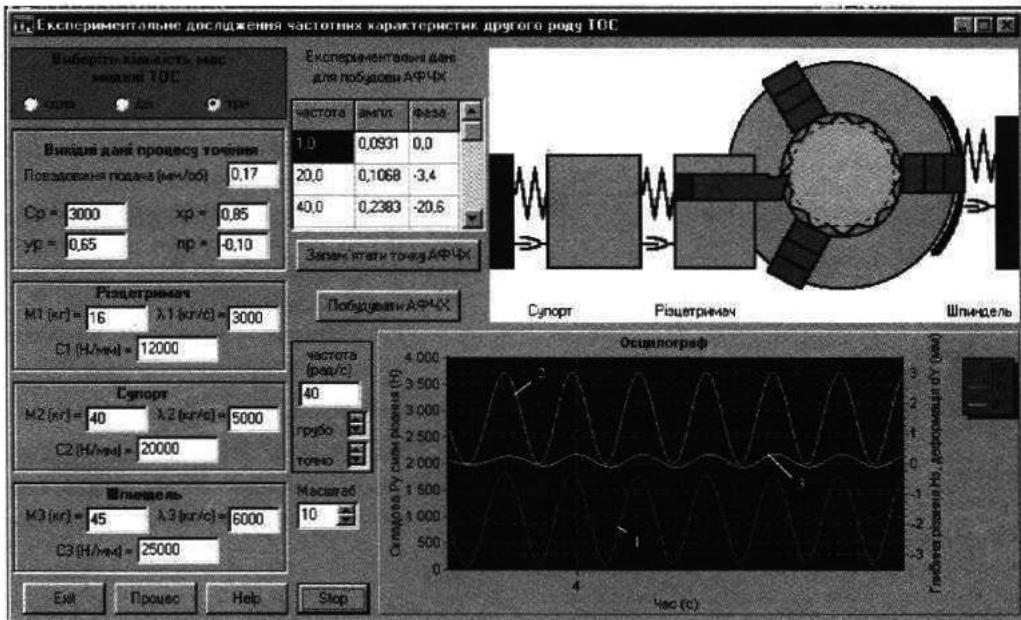 Експериментальне дослідження частотних характеристик другого роду ТОС
Виберіть кількість мас
моделі ТОС
одна
дві
три
Вихідні дані процесу точіння
Повздовжня подача (мм/об) 0,17
Cp = 3000 xp = 0,85
yp = 0,65 np = -0,10
Різцетримач
M1 (кг) = 16 λ1 (кг/с) = 3000
C1 (Н/мм) = 12000
Супорт
M2 (кг) = 40 λ2 (кг/с) = 5000
C2 (Н/мм) = 20000
Шпиндель
M3 (кг) = 45 λ3 (кг/с) = 6000
C3 (Н/мм) = 25000
Exit Процес Help Stop
Експериментальні дані
для побудови АФЧХ
частота ампл. Фаза
1,0 0,0931 0,0
20,0 0,1068 -3,4
40,0 0,2383 -20,6
Запам'ятати точку АФЧХ
Побудувати АФЧХ
частота
(рад/с)
40
грубо
точно
Масштаб
10
Супорт Різцетримач Шпиндель
Осцилограф
Складова Py сили різання (Н)
4 000
3 500
3 000
2 500
2 000
1 500
1 000
500
0
2
3
1
4
Час (с)
3
2
1
0
-1
-2
-3
Глибина різання Ha, деформація dY (мм)